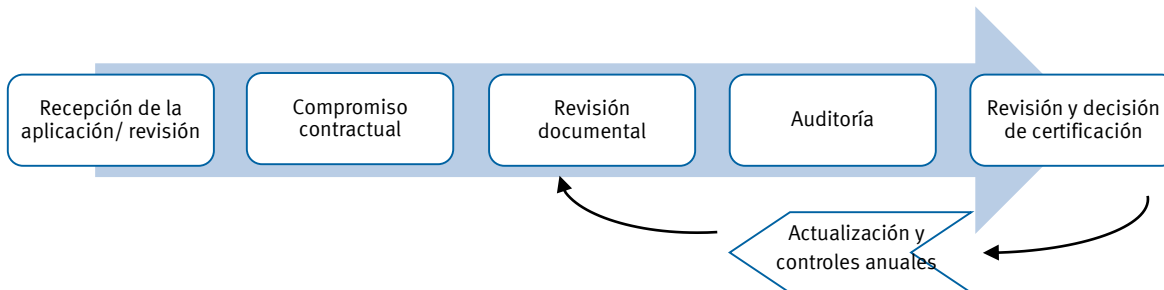 Recepción de la
aplicación/ revisión
Compromiso
contractual
Revisión
documental
Auditoría
Revisión y decisión
de certificación
Actualización y
controles anuales